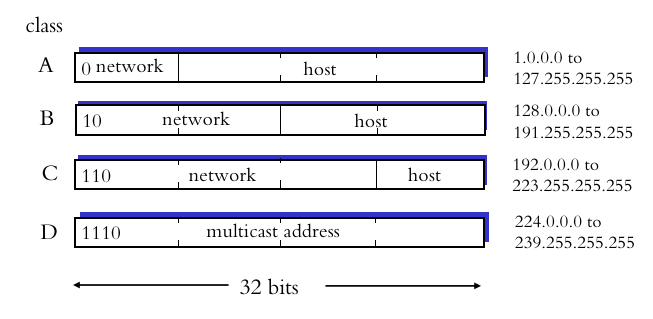 class
A 0 network host 1.0.0.0 to
127.255.255.255
B 10 network host 128.0.0.0 to
191.255.255.255
C 110 network host 192.0.0.0 to
223.255.255.255
D 1110 multicast address 224.0.0.0 to
239.255.255.255
32 bits